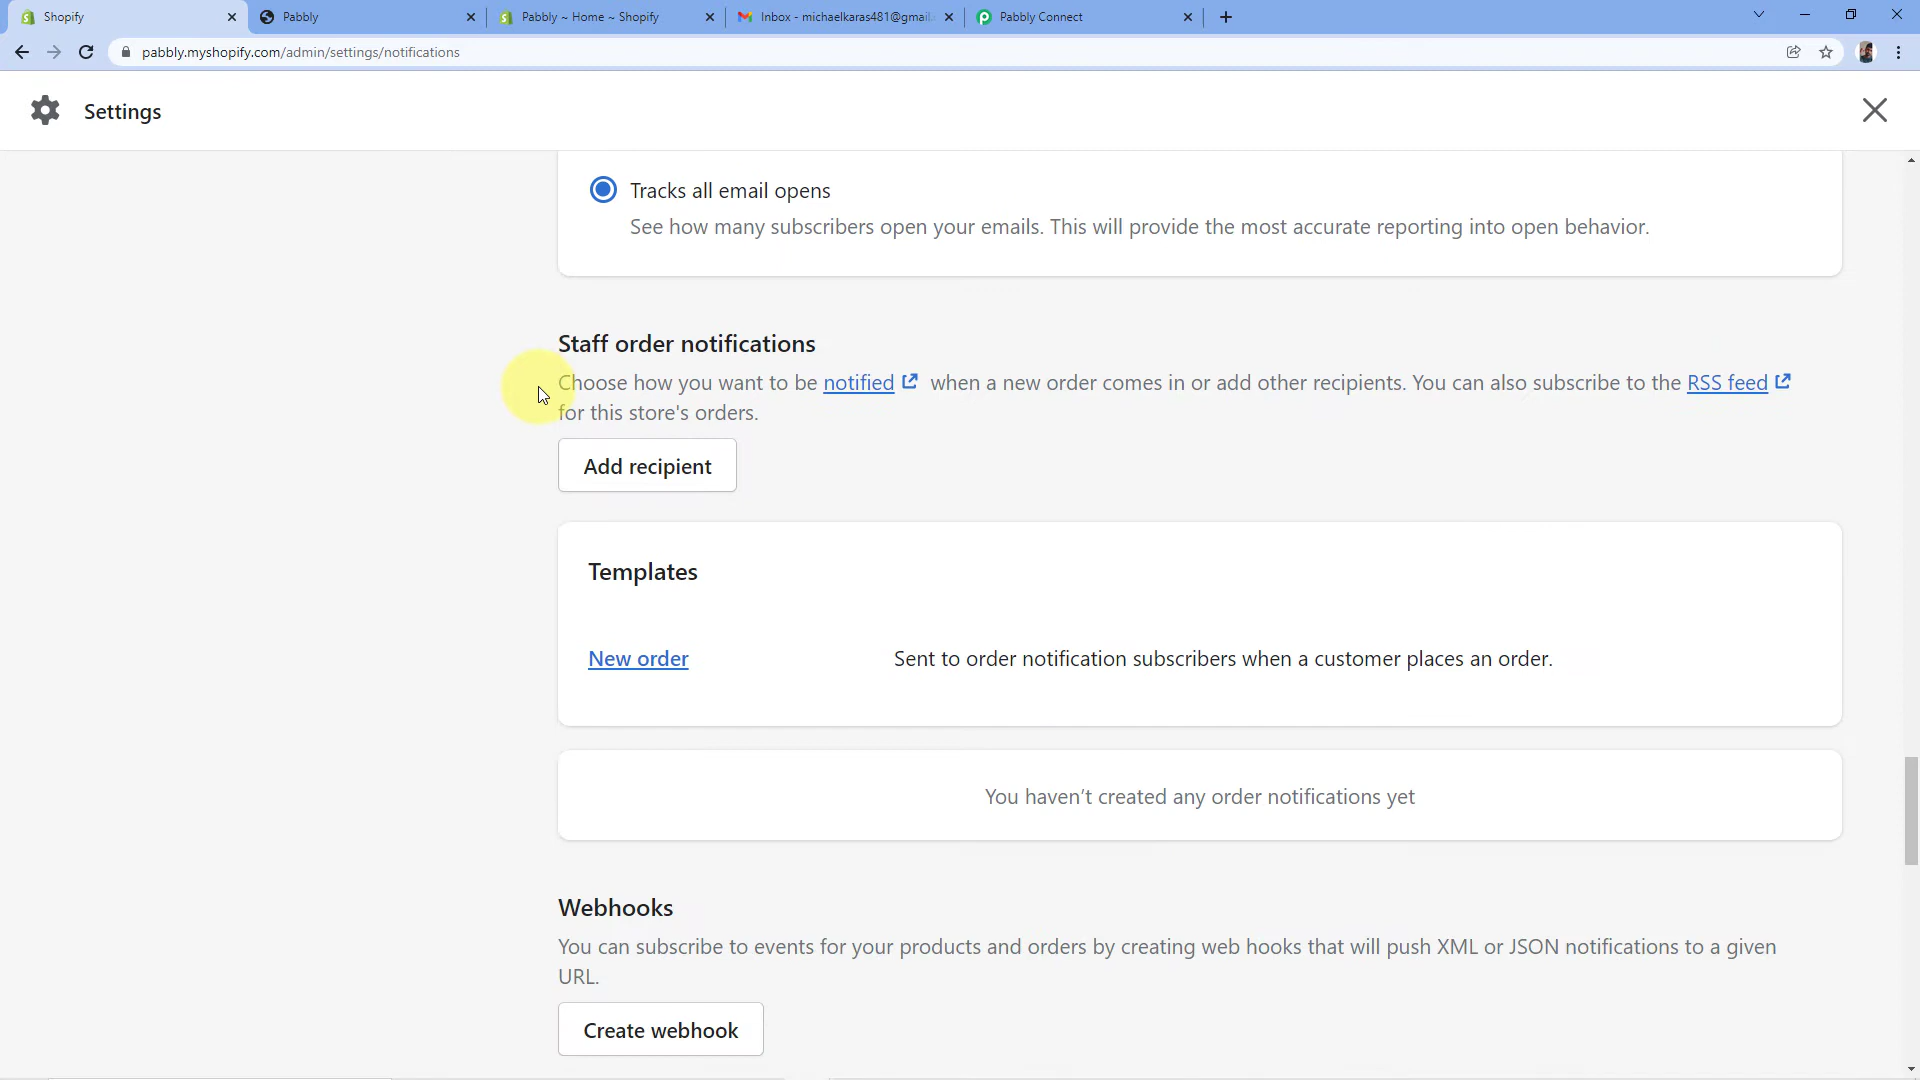 Shopify
Pabbly
Pabbly ~ Home ~ Shopify
Inbox - michaelkaras481@gmail.
Pabbly Connect
pabbly.myshopify.com/admin/settings/notifications
Settings
Tracks all email opens
See how many subscribers open your emails. This will provide the most accurate reporting into open behavior.
Staff order notifications
Choose how you want to be notified when a new order comes in or add other recipients. You can also subscribe to the RSS feed
for this store's orders.
Add recipient
Templates
New order
Sent to order notification subscribers when a customer places an order.
You haven’t created any order notifications yet
Webhooks
You can subscribe to events for your products and orders by creating web hooks that will push XML or JSON notifications to a given
URL.
Create webhook